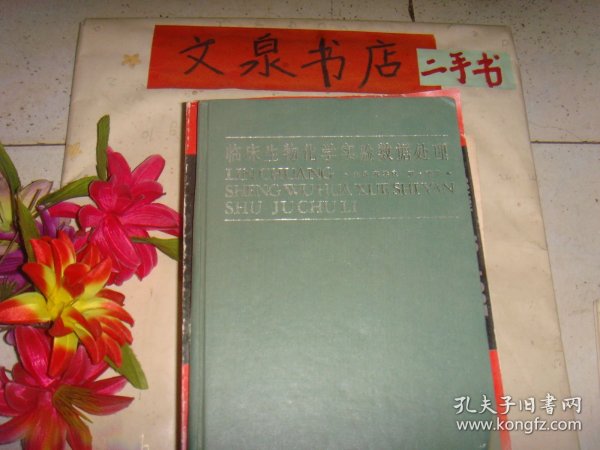 文泉书店
二手书
临床生物化学实验数据处理
LIN CHUANG
SHENG WU HUA XUE SHI YAN
SHU JU CHU LI
孔夫子旧书网
www.kongfz.com